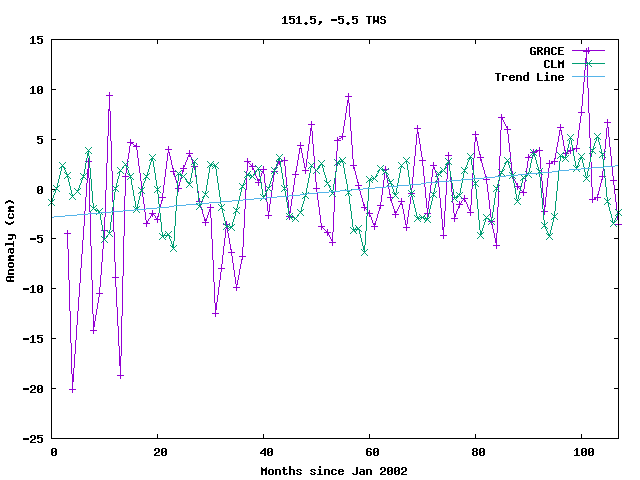 151.5, -5.5 TWS
GRACE
CLM
Trend Line
15
10
5
0
-5
-10
-15
-20
-25
Anomaly (cm)
0 20 40 60 80 100
Months since Jan 2002